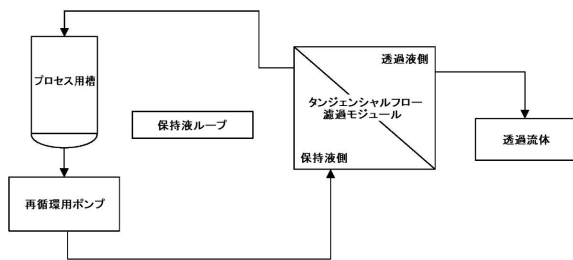 プロセス用槽
保持液ループ
再循環用ポンプ
透過液側
タンジェンシャルフロー
濾過モジュール
保持液側
透過流体